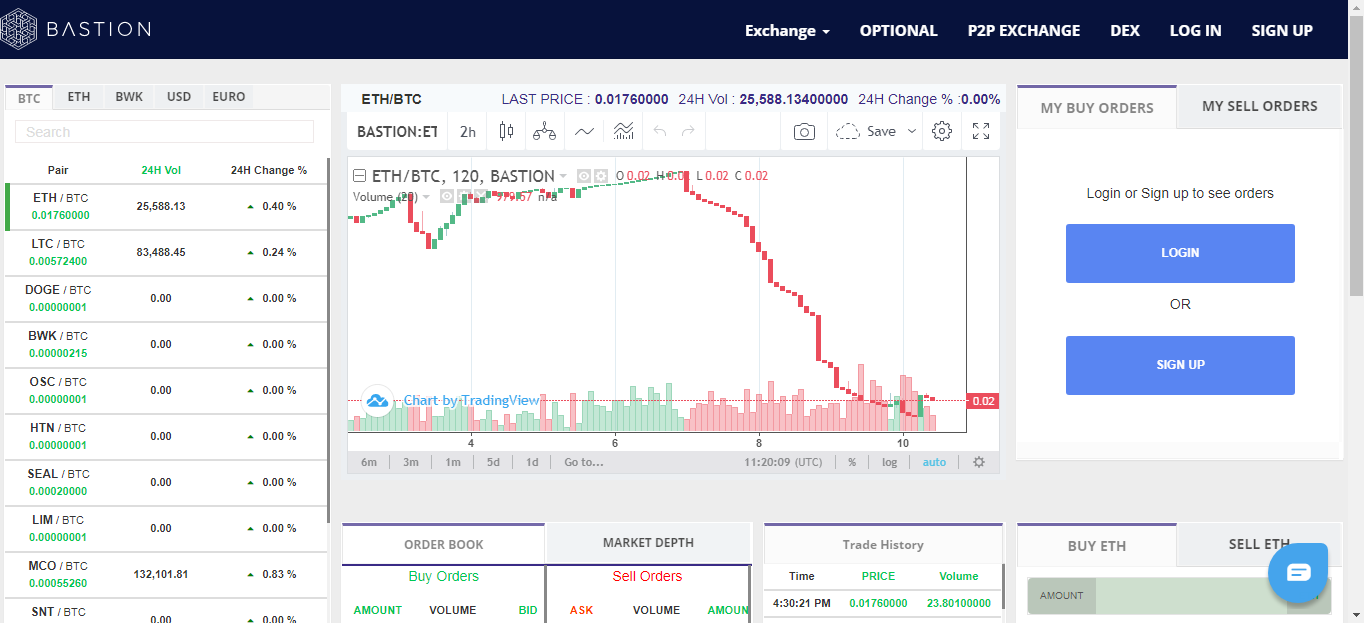 BASTION
Exchange OPTIONAL P2P EXCHANGE DEX LOG IN SIGN UP
BTC ETH BWK USD EURO
Search
Pair 24H Vol 24H Change %
ETH / BTC
0.01760000
25,588.13 0.40 %
LTC / BTC
0.00572400
83,488.45 0.24 %
DOGE / BTC
0.00000001
0.00 0.00 %
BWK / BTC
0.00000215
0.00 0.00 %
OSC / BTC
0.00000001
0.00 0.00 %
HTN / BTC
0.00000001
0.00 0.00 %
SEAL / BTC
0.00020000
0.00 0.00 %
LIM / BTC
0.00000001
0.00 0.00 %
MCO / BTC
0.00055260
132,101.81 0.83 %
SNT / BTC
0.00 0.00 %
ETH/BTC LAST PRICE : 0.01760000 24H Vol : 25,588.13400000 24H Change % :0.00%
BASTION:ET 2h Save
ETH/BTC, 120, BASTION O 0.02 H 0.02 L 0.02 C 0.02
Volume (20) n/a
Chart by TradingView
0.02
4 6 8 10
6m 3m 1m 5d 1d Go to... 11:20:09 (UTC) % log auto
MY BUY ORDERS MY SELL ORDERS
Login or Sign up to see orders
LOGIN
OR
SIGN UP
ORDER BOOK MARKET DEPTH
Buy Orders Sell Orders
AMOUNT VOLUME BID ASK VOLUME AMOUN
Trade History
Time PRICE Volume
4:30:21 PM 0.01760000 23.80100000
BUY ETH SELL ETH
AMOUNT